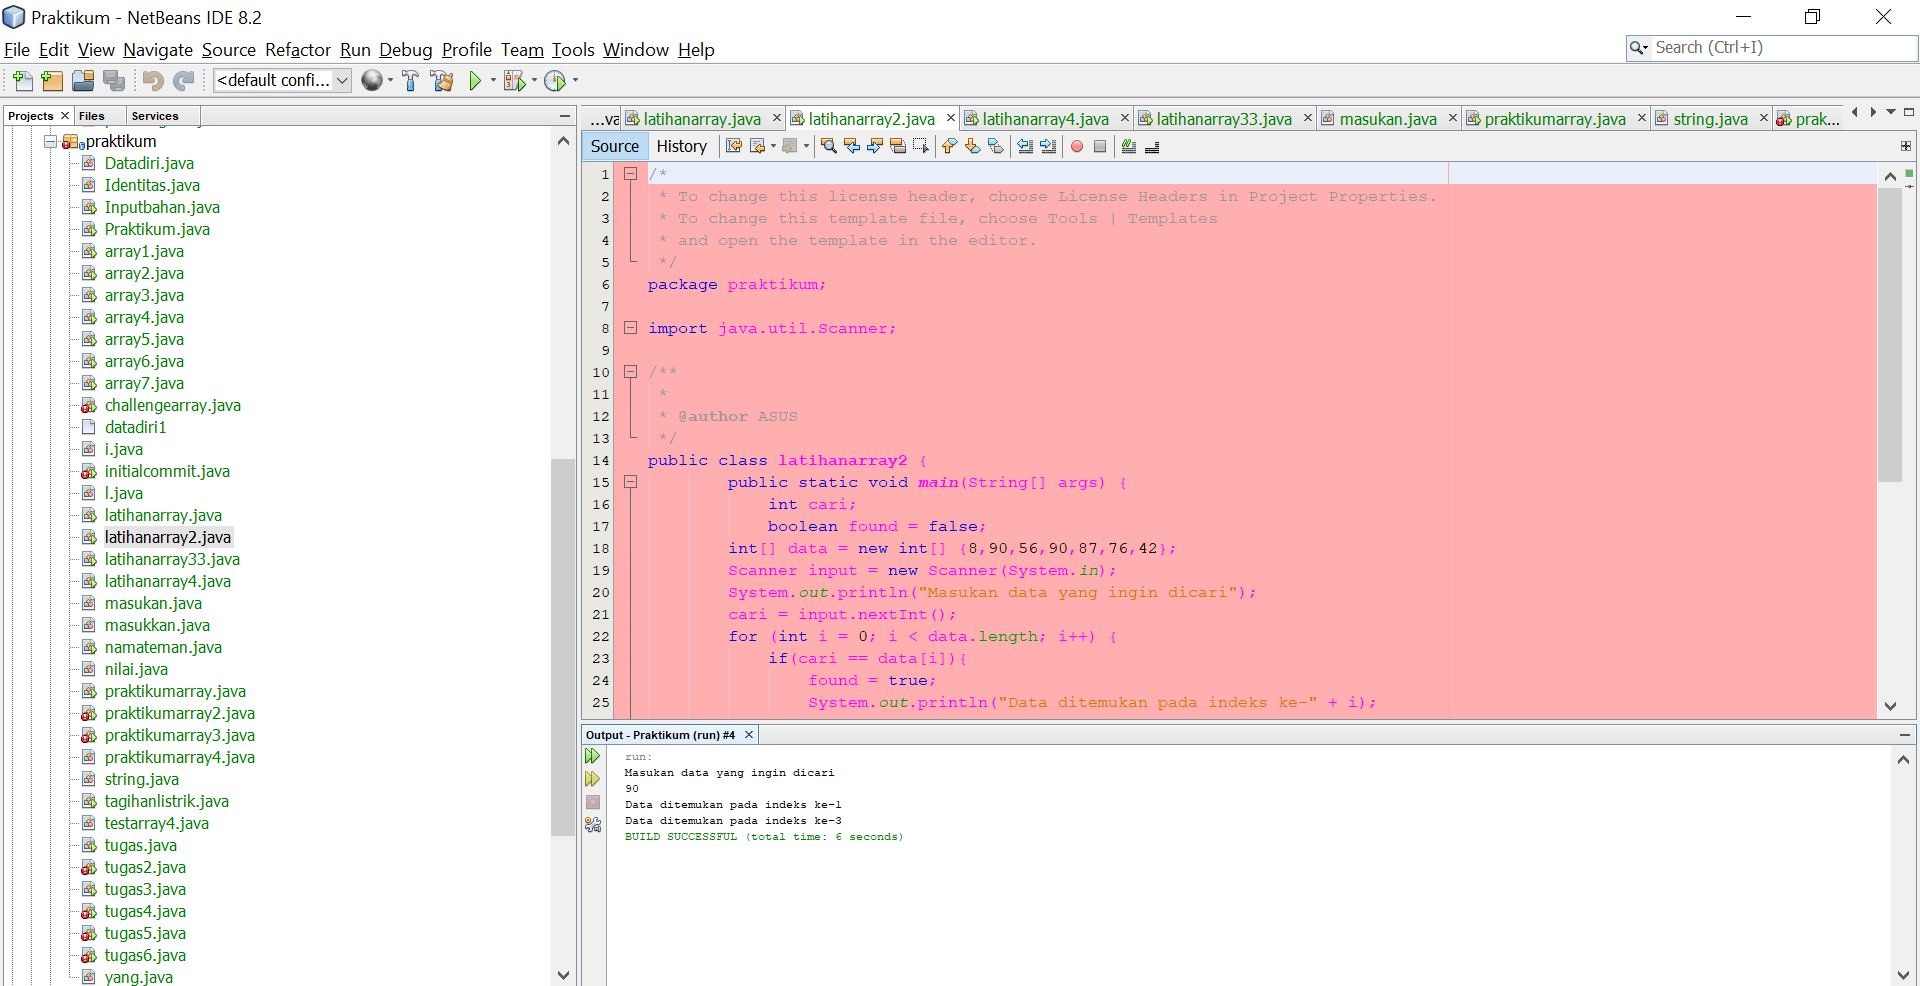 Praktikum - NetBeans IDE 8.2
File Edit View Navigate Source Refactor Run Debug Profile Team Tools Window Help
Search (Ctrl+I)
<default confi...
Projects Files Services
praktikum
Datadiri.java
Identitas.java
Inputbahan.java
Praktikum.java
array1.java
array2.java
array3.java
array4.java
array5.java
array6.java
array7.java
challengearray.java
datadiri1
i.java
initialcommit.java
l.java
latihanarray.java
latihanarray2.java
latihanarray33.java
latihanarray4.java
masukan.java
masukkan.java
namateman.java
nilai.java
praktikumarray.java
praktikumarray2.java
praktikumarray3.java
praktikumarray4.java
string.java
tagihanlistrik.java
testarray4.java
tugas.java
tugas2.java
tugas3.java
tugas4.java
tugas5.java
tugas6.java
yang.java
...va latihanarray.java latihanarray2.java latihanarray4.java latihanarray33.java masukan.java praktikumarray.java string.java prak...
Source History
1 /*
2 * To change this license header, choose License Headers in Project Properties.
3 * To change this template file, choose Tools | Templates
4 * and open the template in the editor.
5 */
6 package praktikum;
7
8 import java.util.Scanner;
9
10 /**
11 *
12 * @author ASUS
13 */
14 public class latihanarray2 {
15 public static void main(String[] args) {
16 int cari;
17 boolean found = false;
18 int[] data = new int[] {8,90,56,90,87,76,42};
19 Scanner input = new Scanner(System.in);
20 System.out.println("Masukan data yang ingin dicari");
21 cari = input.nextInt();
22 for (int i = 0; i < data.length; i++) {
23 if(cari == data[i]){
24 found = true;
25 System.out.println("Data ditemukan pada indeks ke-" + i);
Output - Praktikum (run) #4
run:
Masukan data yang ingin dicari
90
Data ditemukan pada indeks ke-1
Data ditemukan pada indeks ke-3
BUILD SUCCESSFUL (total time: 6 seconds)